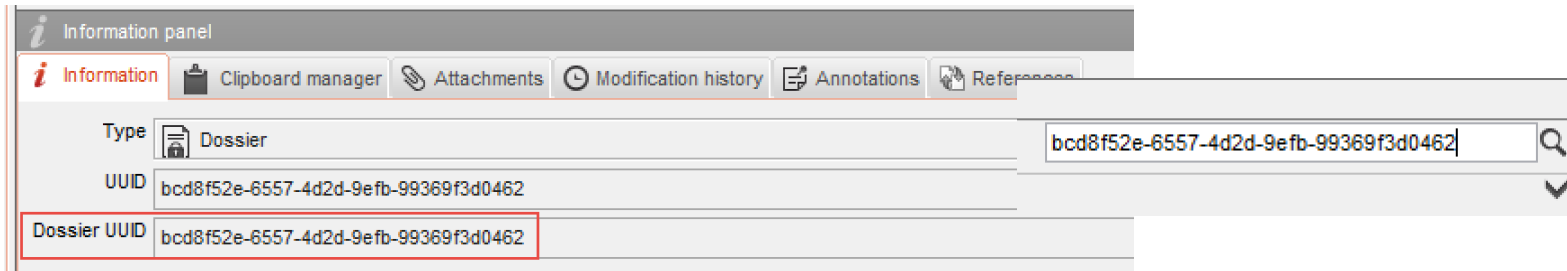 Information panel
Information Clipboard manager Attachments Modification history Annotations References
Type Dossier
bcd8f52e-6557-4d2d-9efb-99369f3d0462
UUID bcd8f52e-6557-4d2d-9efb-99369f3d0462
Dossier UUID bcd8f52e-6557-4d2d-9efb-99369f3d0462